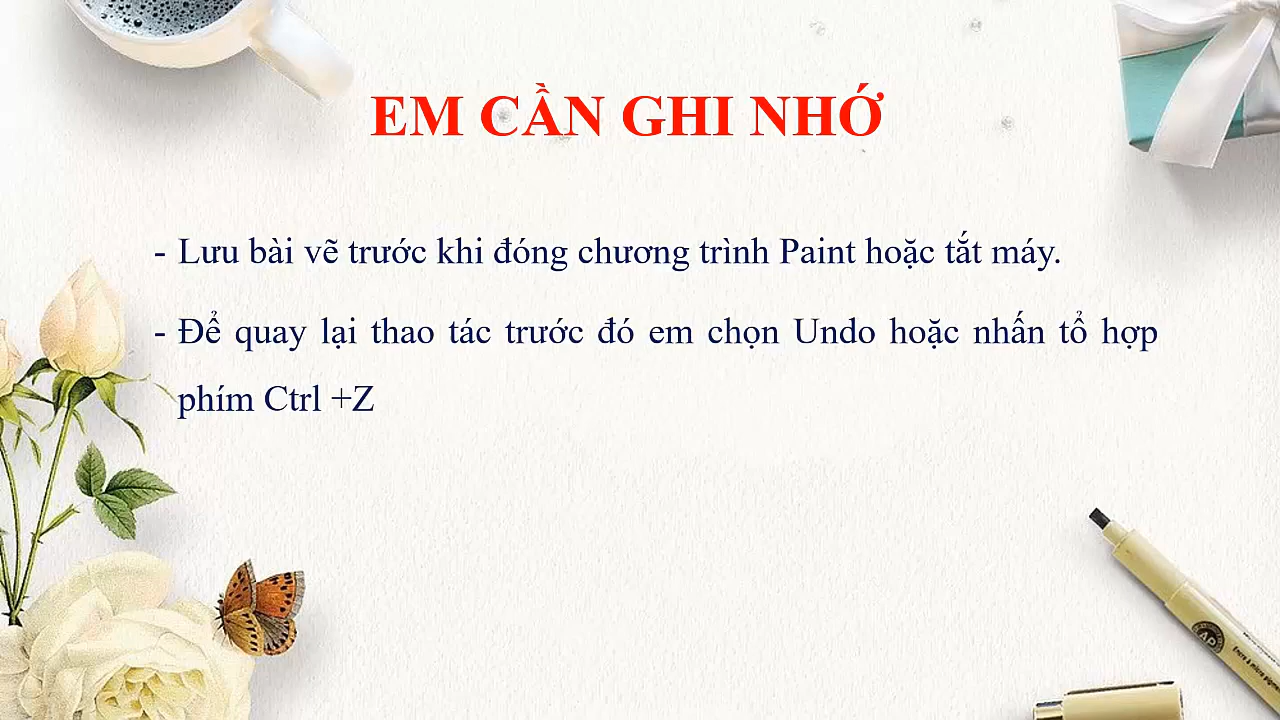 EM CẦN GHI NHỚ
- Lưu bài vẽ trước khi đóng chương trình Paint hoặc tắt máy.
- Để quay lại thao tác trước đó em chọn Undo hoặc nhấn tổ hợp
phím Ctrl +Z